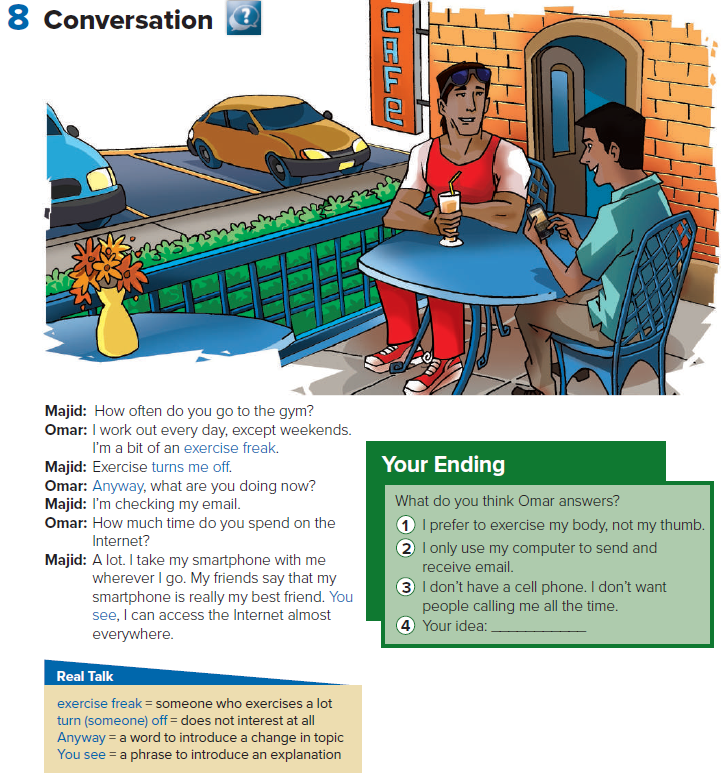 8 Conversation
CAFE
Majid: How often do you go to the gym?
Omar: I work out every day, except weekends.
I'm a bit of an exercise freak.
Majid: Exercise turns me off.
Omar: Anyway, what are you doing now?
Majid: I'm checking my email.
Omar: How much time do you spend on the
Internet?
Majid: A lot. I take my smartphone with me
wherever I go. My friends say that my
smartphone is really my best friend. You
see, I can access the Internet almost
everywhere.
Real Talk
exercise freak = someone who exercises a lot
turn (someone) off = does not interest at all
Anyway = a word to introduce a change in topic
You see = a phrase to introduce an explanation
Your Ending
What do you think Omar answers?
1 I prefer to exercise my body, not my thumb.
2 I only use my computer to send and
receive email.
3 I don't have a cell phone. I don't want
people calling me all the time.
4 Your idea: ____________